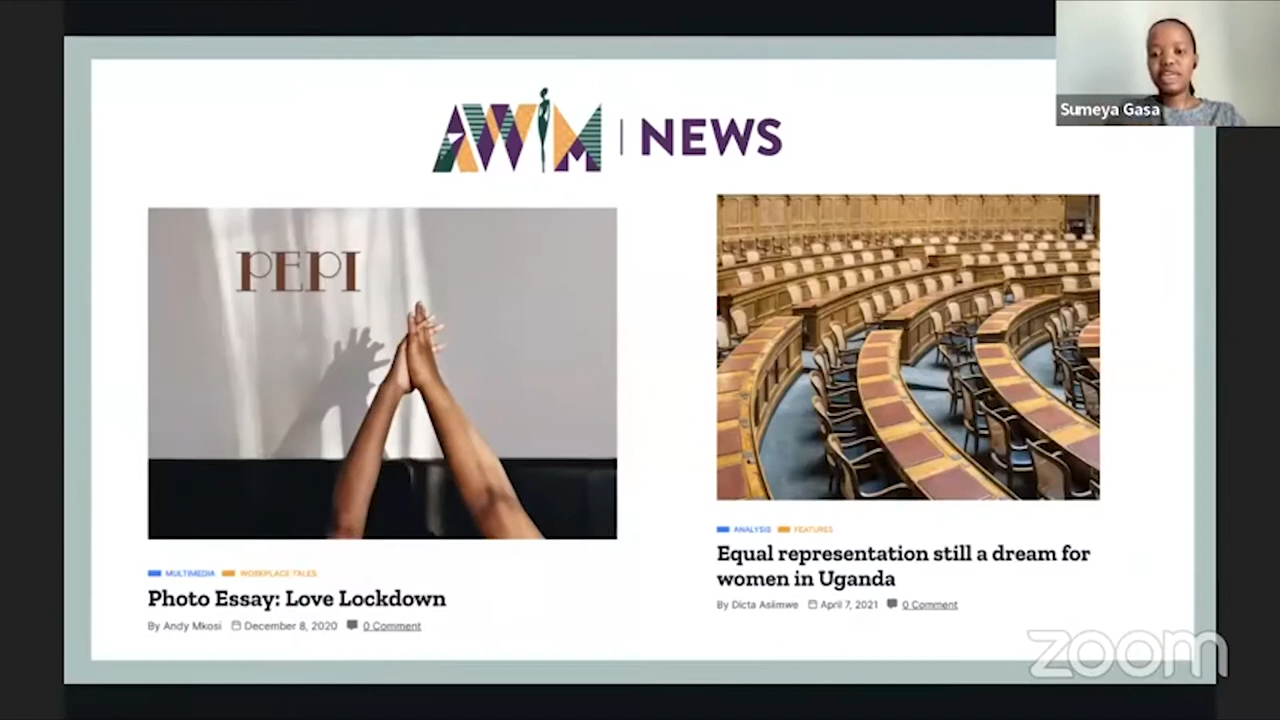 AWiM | NEWS
Sumeya Gasa
PEPI
MULTIMEDIA WORKPLACE TALES
Photo Essay: Love Lockdown
By Andy Mkosi December 8, 2020 0 Comment
ANALYSIS FEATURES
Equal representation still a dream for
women in Uganda
By Dicta Asiimwe April 7, 2021 0 Comment
zoom